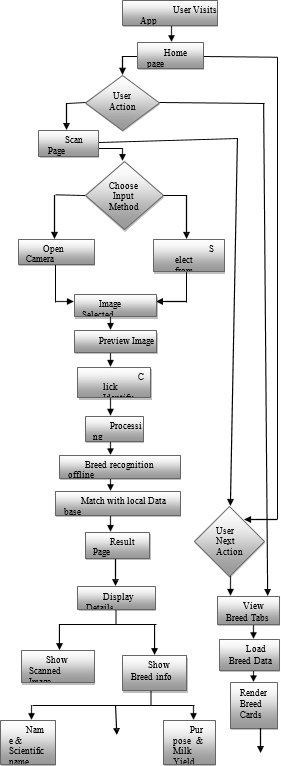 User Visits
App
Home
page
User
Action
Scan
Page
Choose
Input
Method
Open
Camera
S
elect
from
Image
Selected
Preview Image
C
lick
Identify
Processi
ng
Breed recognition
offline
Match with local Data
base
Result
Page
User
Next
Action
Display
Details
View
Breed Tabs
Show
Scanned
Image
Show
Breed info
Load
Breed Data
Render
Breed
Cards
Nam
e &
Scientific
name
Pur
pose &
Milk
Yield